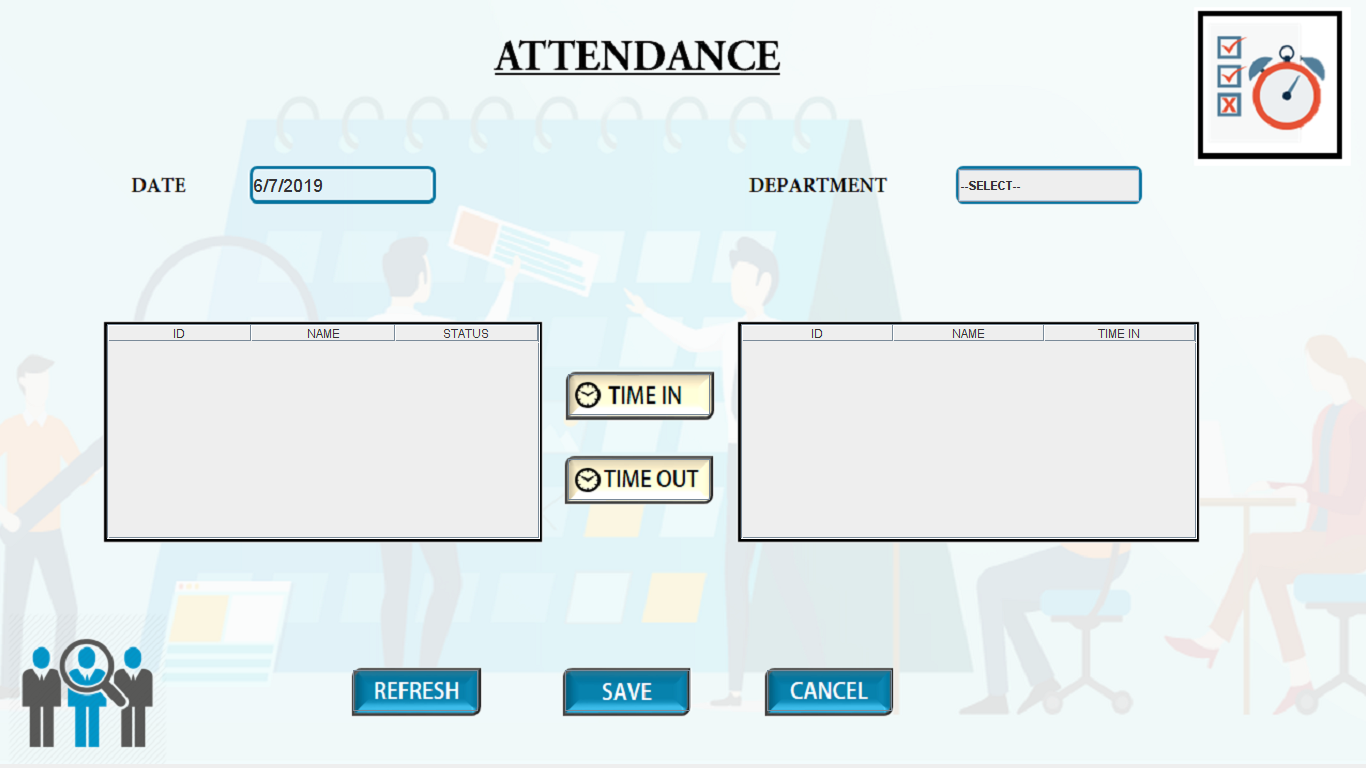 ATTENDANCE
DATE 6/7/2019 DEPARTMENT --SELECT--
ID NAME STATUS ID NAME TIME IN
TIME IN
TIME OUT
REFRESH SAVE CANCEL